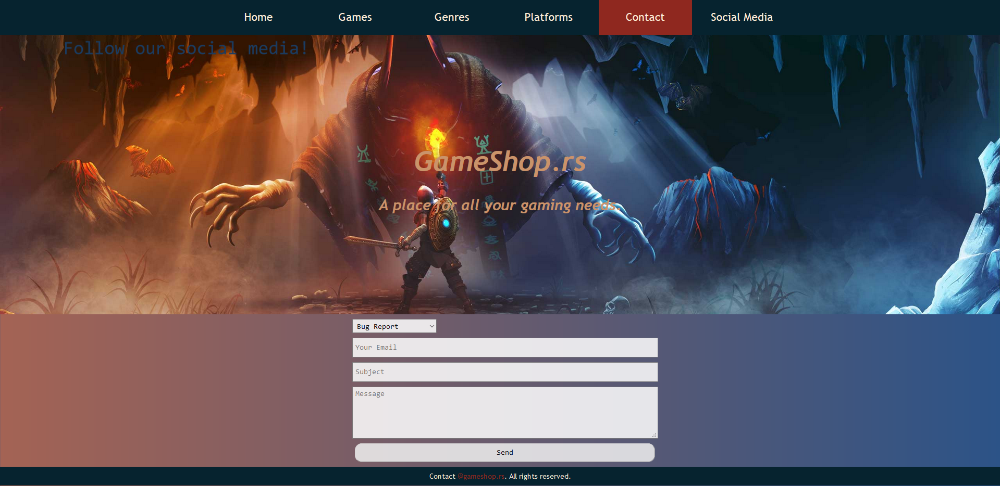 Home Games Genres Platforms Contact Social Media
Follow our social media!
GameShop.rs
A place for all your gaming needs.
Bug Report
Your Email
Subject
Message
Send
Contact @gameshop.rs. All rights reserved.